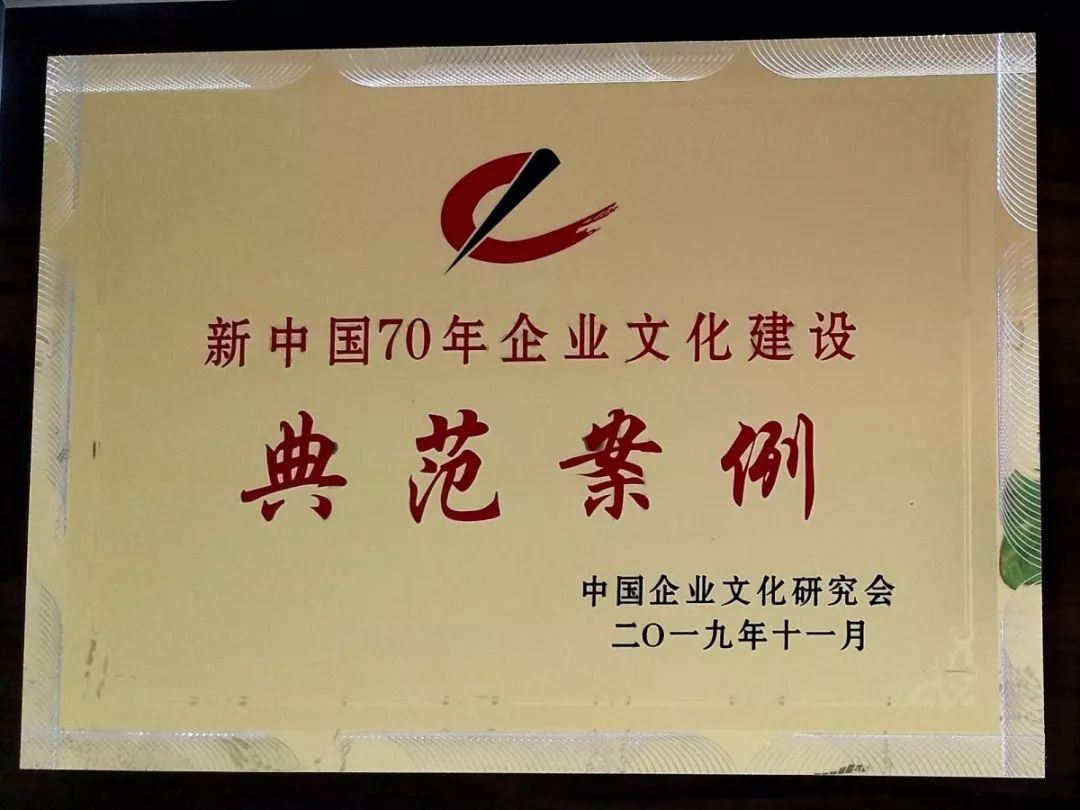 新中国70年企业文化建设
典范案例
中国企业文化研究会
二〇一九年十一月